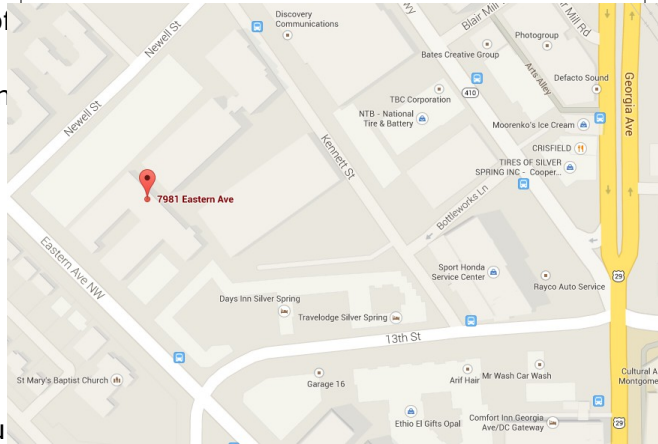 Discovery
Communications
Newell St
Newell St
Blair Mill
Mill Rd
Photogroup
Bates Creative Group
Arts Alley
Defacto Sound
Georgia Ave
TBC Corporation
410
NTB - National
Tire & Battery
Moorenko's Ice Cream
CRISFIELD
TIRES OF SILVER
SPRING INC - Cooper...
Kennett St
7981 Eastern Ave
Bottleworks Ln
Eastern Ave NW
Sport Honda
Service Center
29
Rayco Auto Service
Days Inn Silver Spring
Travelodge Silver Spring
13th St
St Mary's Baptist Church
Garage 16
Arif Hair
Mr Wash Car Wash
Cultural A
Montgome
Ethio El Gifts Opal
Comfort Inn Georgia
Ave/DC Gateway
29